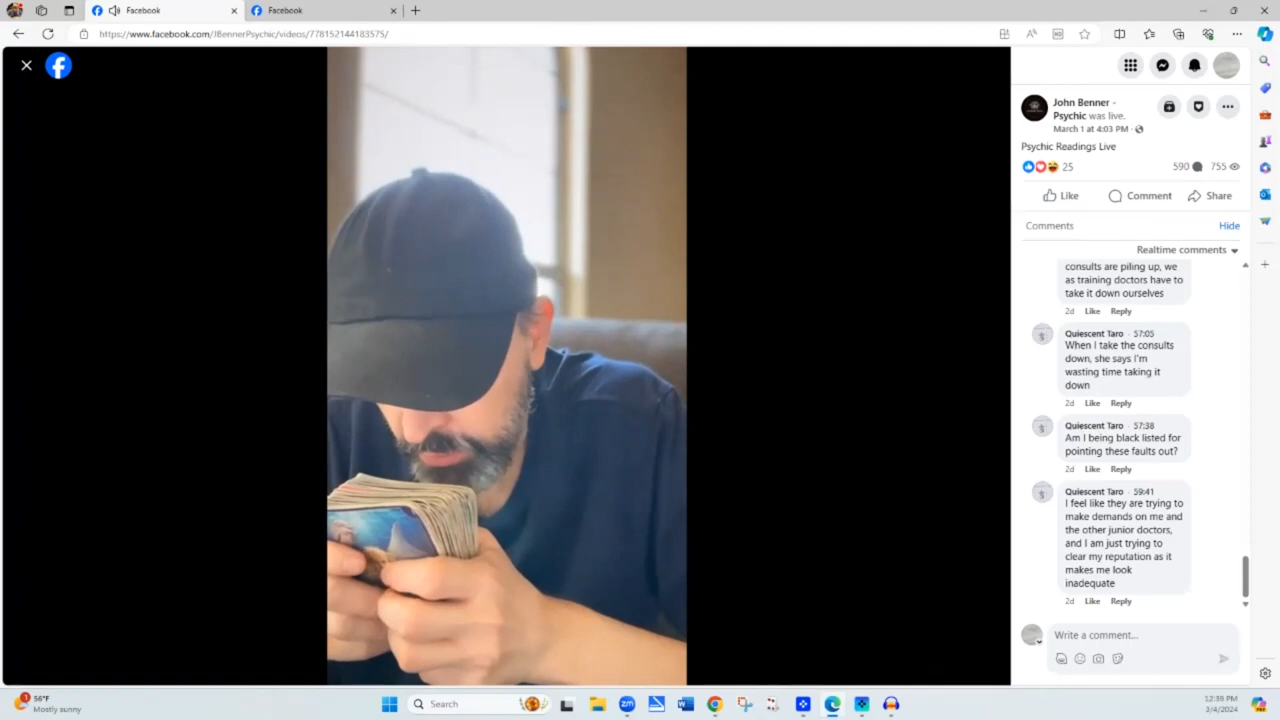 Facebook
Facebook
https://www.facebook.com/JBennerPsychic/videos/778152144183575/
John Benner -
Psychic was live.
March 1 at 4:03 PM ·
Psychic Readings Live
25
590
755
Like
Comment
Share
Comments
Hide
Realtime comments
consults are piling up, we
as training doctors have to
take it down ourselves
2d Like Reply
Quiescent Taro · 57:05
When I take the consults
down, she says I'm
wasting time taking it
down
2d Like Reply
Quiescent Taro · 57:38
Am I being black listed for
pointing these faults out?
2d Like Reply
Quiescent Taro · 59:41
I feel like they are trying to
make demands on me and
the other junior doctors,
and I am just trying to
clear my reputation as it
makes me look
inadequate
2d Like Reply
Write a comment...
1
56°F
Mostly sunny
Search
12:39 PM
3/4/2024